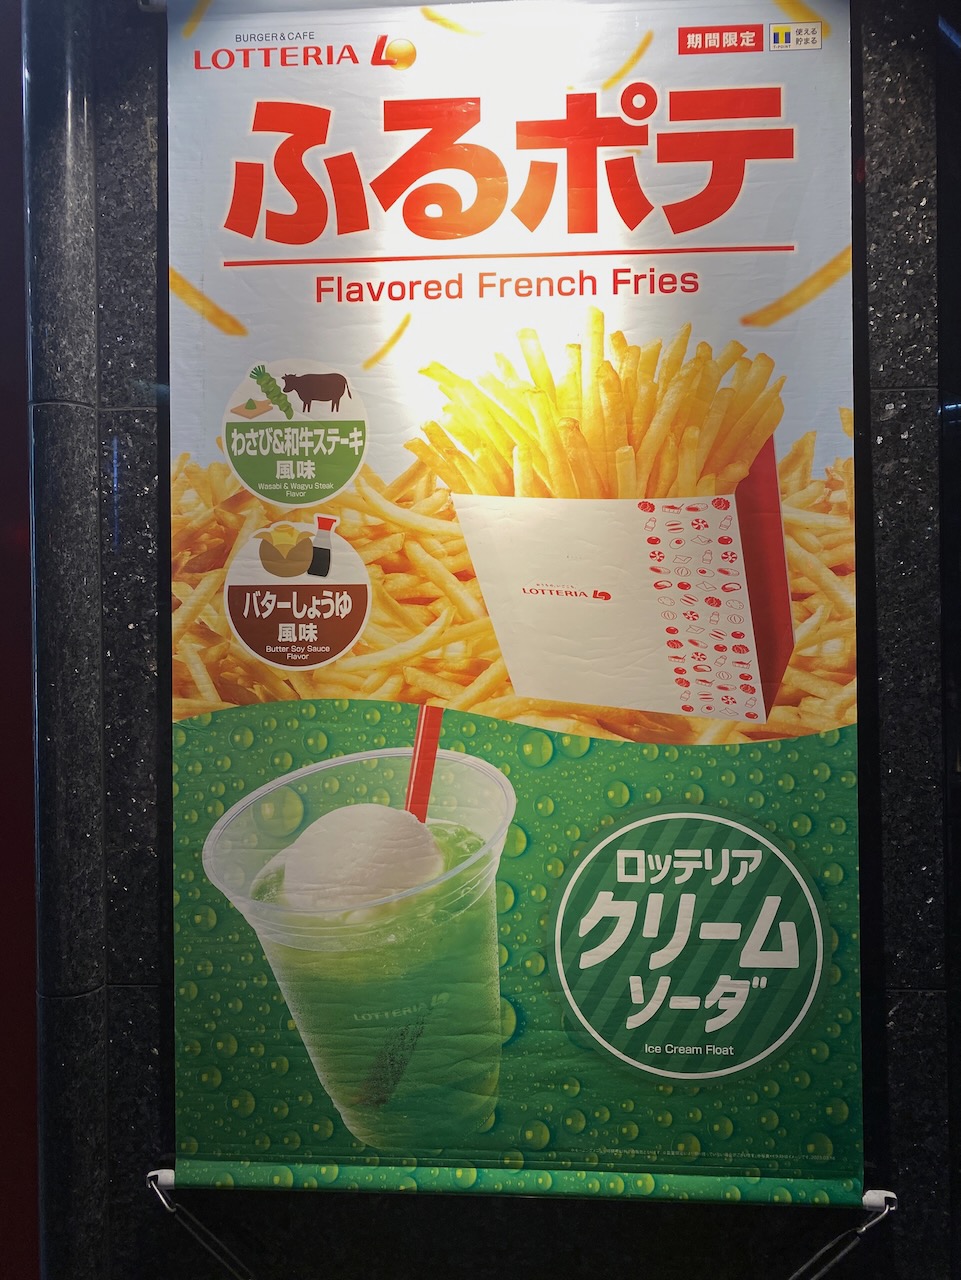 BURGER & CAFE
LOTTERIA
期間限定
T-POINT
使える
貯まる
ふるポテ
Flavored French Fries
わさび&和牛ステーキ
風味
Wasabi & Wagyu Steak
Flavor
バターしょうゆ
風味
Butter Soy Sauce
Flavor
LOTTERIA
LOTTERIA
ロッテリア
クリーム
ソーダ
Ice Cream Float